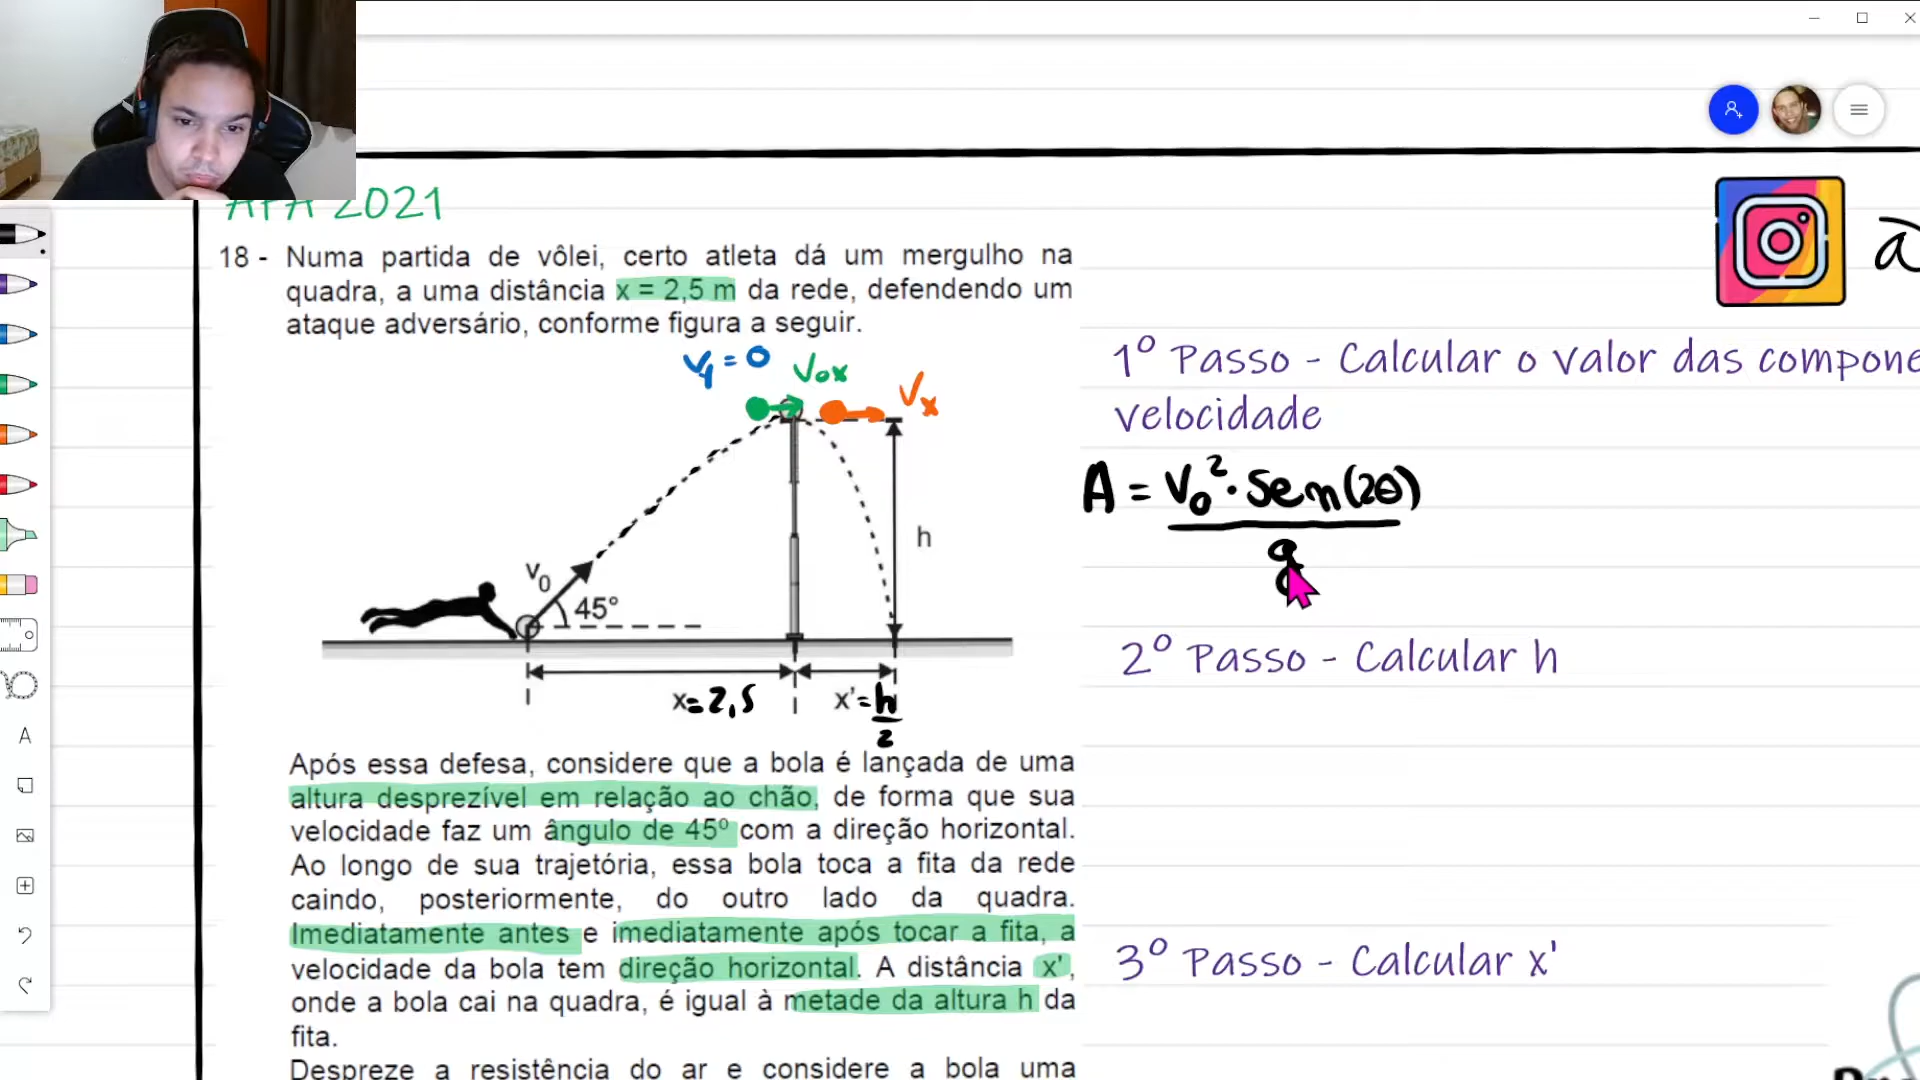 AFA 2021
18 - Numa partida de vôlei, certo atleta dá um mergulho na
quadra, a uma distância x = 2,5 m da rede, defendendo um
ataque adversário, conforme figura a seguir.
Vy = 0
Vox
Vx
h
v0
45°
x=2,5
x'=h/2
Após essa defesa, considere que a bola é lançada de uma
altura desprezível em relação ao chão, de forma que sua
velocidade faz um ângulo de 45º com a direção horizontal.
Ao longo de sua trajetória, essa bola toca a fita da rede
caindo, posteriormente, do outro lado da quadra.
Imediatamente antes e imediatamente após tocar a fita, a
velocidade da bola tem direção horizontal. A distância x',
onde a bola cai na quadra, é igual à metade da altura h da
fita.
Despreze a resistência do ar e considere a bola uma
1º Passo - Calcular o valor das compone
velocidade
A = V0². Sen(2θ)
g
2º Passo - Calcular h
3º Passo - Calcular x'
a
A